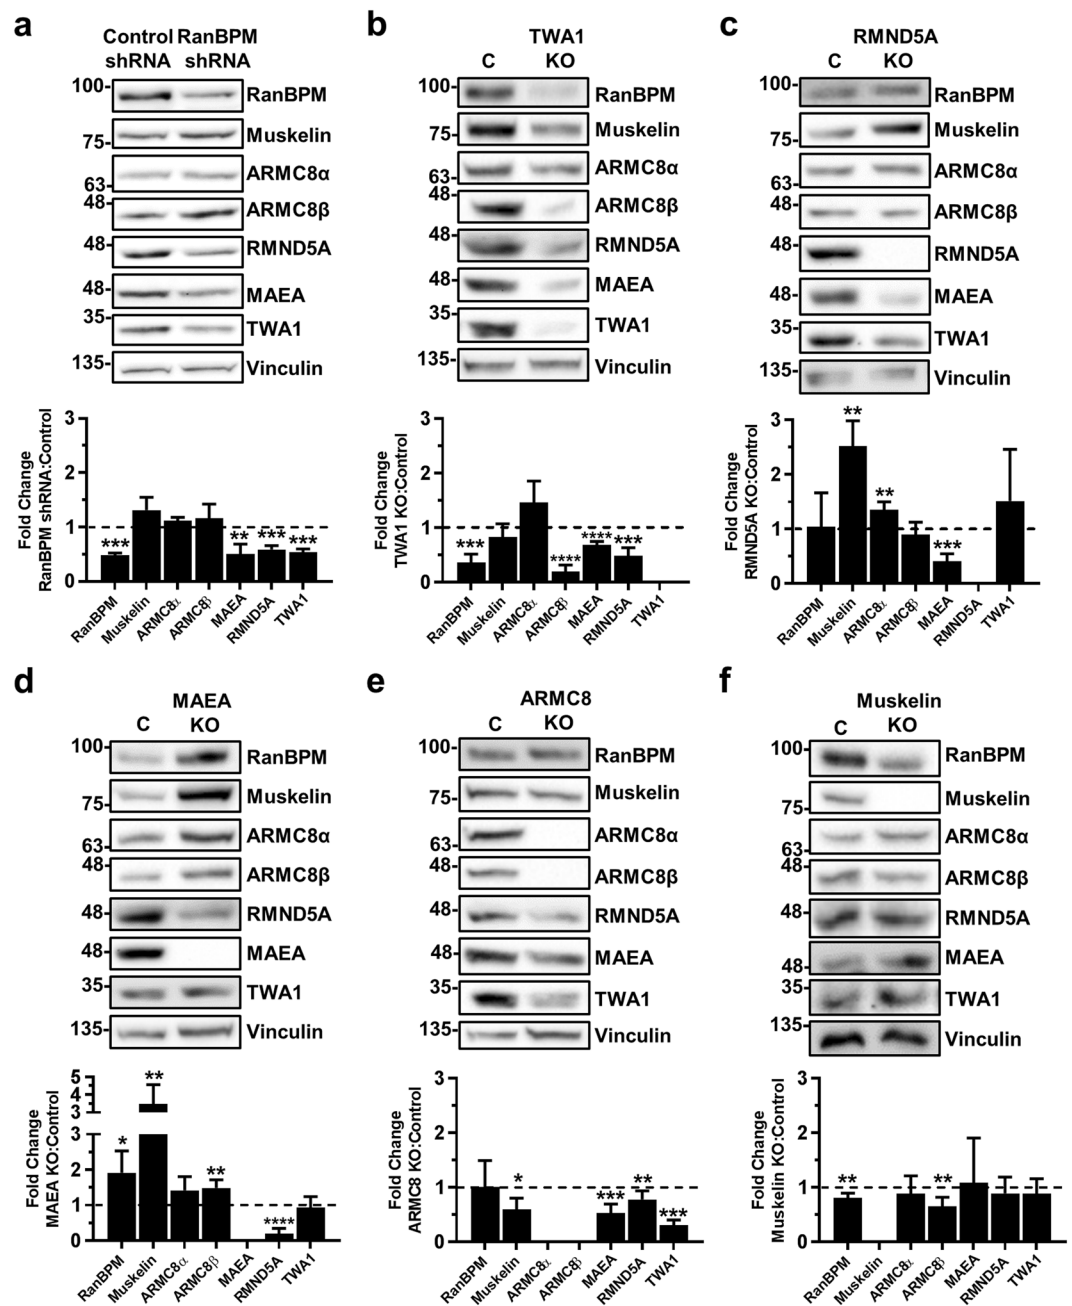 a
Control RanBPM
shRNA shRNA
100-
RanBPM
75-
Muskelin
63-
ARMC8α
48-
ARMC8β
48-
RMND5A
48-
MAEA
35-
TWA1
135-
Vinculin
Fold Change
RanBPM shRNA:Control
3
2
1
0
***
**
***
***
RanBPM
Muskelin
ARMC8α
ARMC8β
MAEA
RMND5A
TWA1
b
TWA1
C KO
100-
RanBPM
75-
Muskelin
63-
ARMC8α
48-
ARMC8β
48-
RMND5A
48-
MAEA
35-
TWA1
135-
Vinculin
Fold Change
TWA1 KO:Control
3
2
1
0
***
****
****
***
RanBPM
Muskelin
ARMC8α
ARMC8β
MAEA
RMND5A
TWA1
c
RMND5A
C KO
100-
RanBPM
75-
Muskelin
63-
ARMC8α
48-
ARMC8β
48-
RMND5A
48-
MAEA
35-
TWA1
135-
Vinculin
Fold Change
RMND5A KO:Control
3
2
1
0
**
**
***
RanBPM
Muskelin
ARMC8α
ARMC8β
MAEA
RMND5A
TWA1
d
MAEA
C KO
100-
RanBPM
75-
Muskelin
63-
ARMC8α
48-
ARMC8β
48-
RMND5A
48-
MAEA
35-
TWA1
135-
Vinculin
Fold Change
MAEA KO:Control
5
4
3
3
2
1
0
*
**
**
****
RanBPM
Muskelin
ARMC8α
ARMC8β
MAEA
RMND5A
TWA1
e
ARMC8
C KO
100-
RanBPM
75-
Muskelin
63-
ARMC8α
48-
ARMC8β
48-
RMND5A
48-
MAEA
35-
TWA1
135-
Vinculin
Fold Change
ARMC8 KO:Control
3
2
1
0
*
***
**
***
RanBPM
Muskelin
ARMC8α
ARMC8β
MAEA
RMND5A
TWA1
f
Muskelin
C KO
100-
RanBPM
75-
Muskelin
63-
ARMC8α
48-
ARMC8β
48-
RMND5A
48-
MAEA
35-
TWA1
135-
Vinculin
Fold Change
Muskelin KO:Control
3
2
1
0
**
**
RanBPM
Muskelin
ARMC8α
ARMC8β
MAEA
RMND5A
TWA1